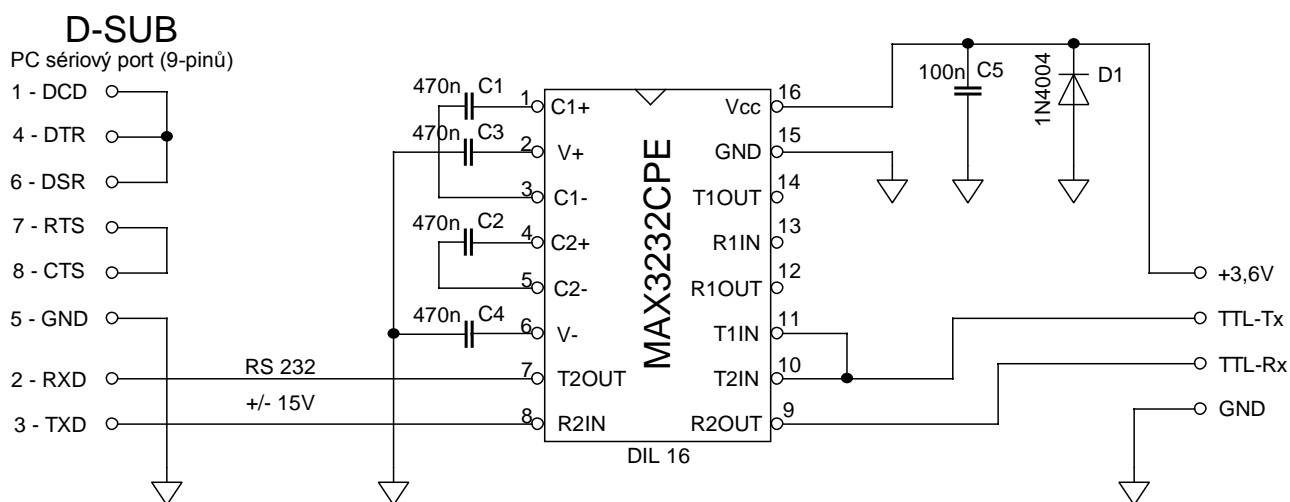 D-SUB
PC sériový port (9-pinů)
1 - DCD
4 - DTR
6 - DSR
7 - RTS
8 - CTS
5 - GND
2 - RXD
3 - TXD
RS 232
+/- 15V
470n C1
470n C3
470n C2
470n C4
1 C1+
2 V+
3 C1-
4 C2+
5 C2-
6 V-
7 T2OUT
8 R2IN
MAX3232CPE
DIL 16
Vcc 16
GND 15
T1OUT 14
R1IN 13
R1OUT 12
T1IN 11
T2IN 10
R2OUT 9
100n C5
1N4004 D1
+3,6V
TTL-Tx
TTL-Rx
GND